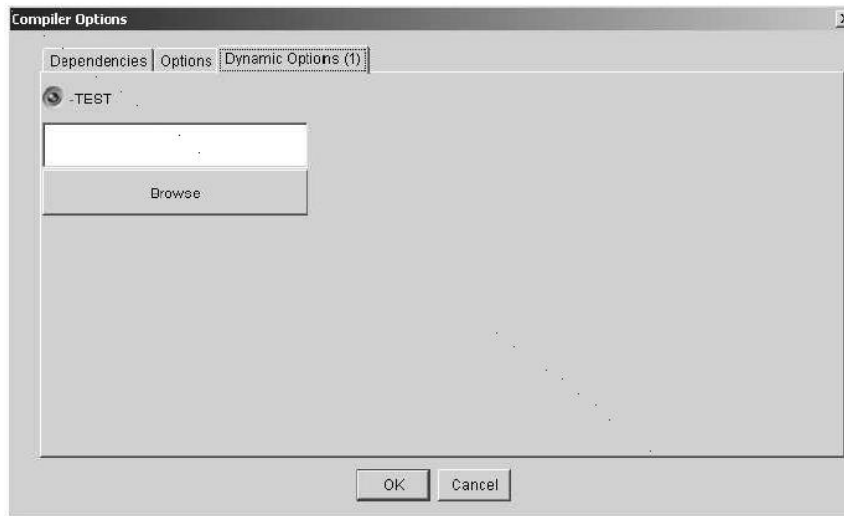 Compiler Options
Dependencies Options Dynamic Options (1)
-TEST
Browse
OK Cancel